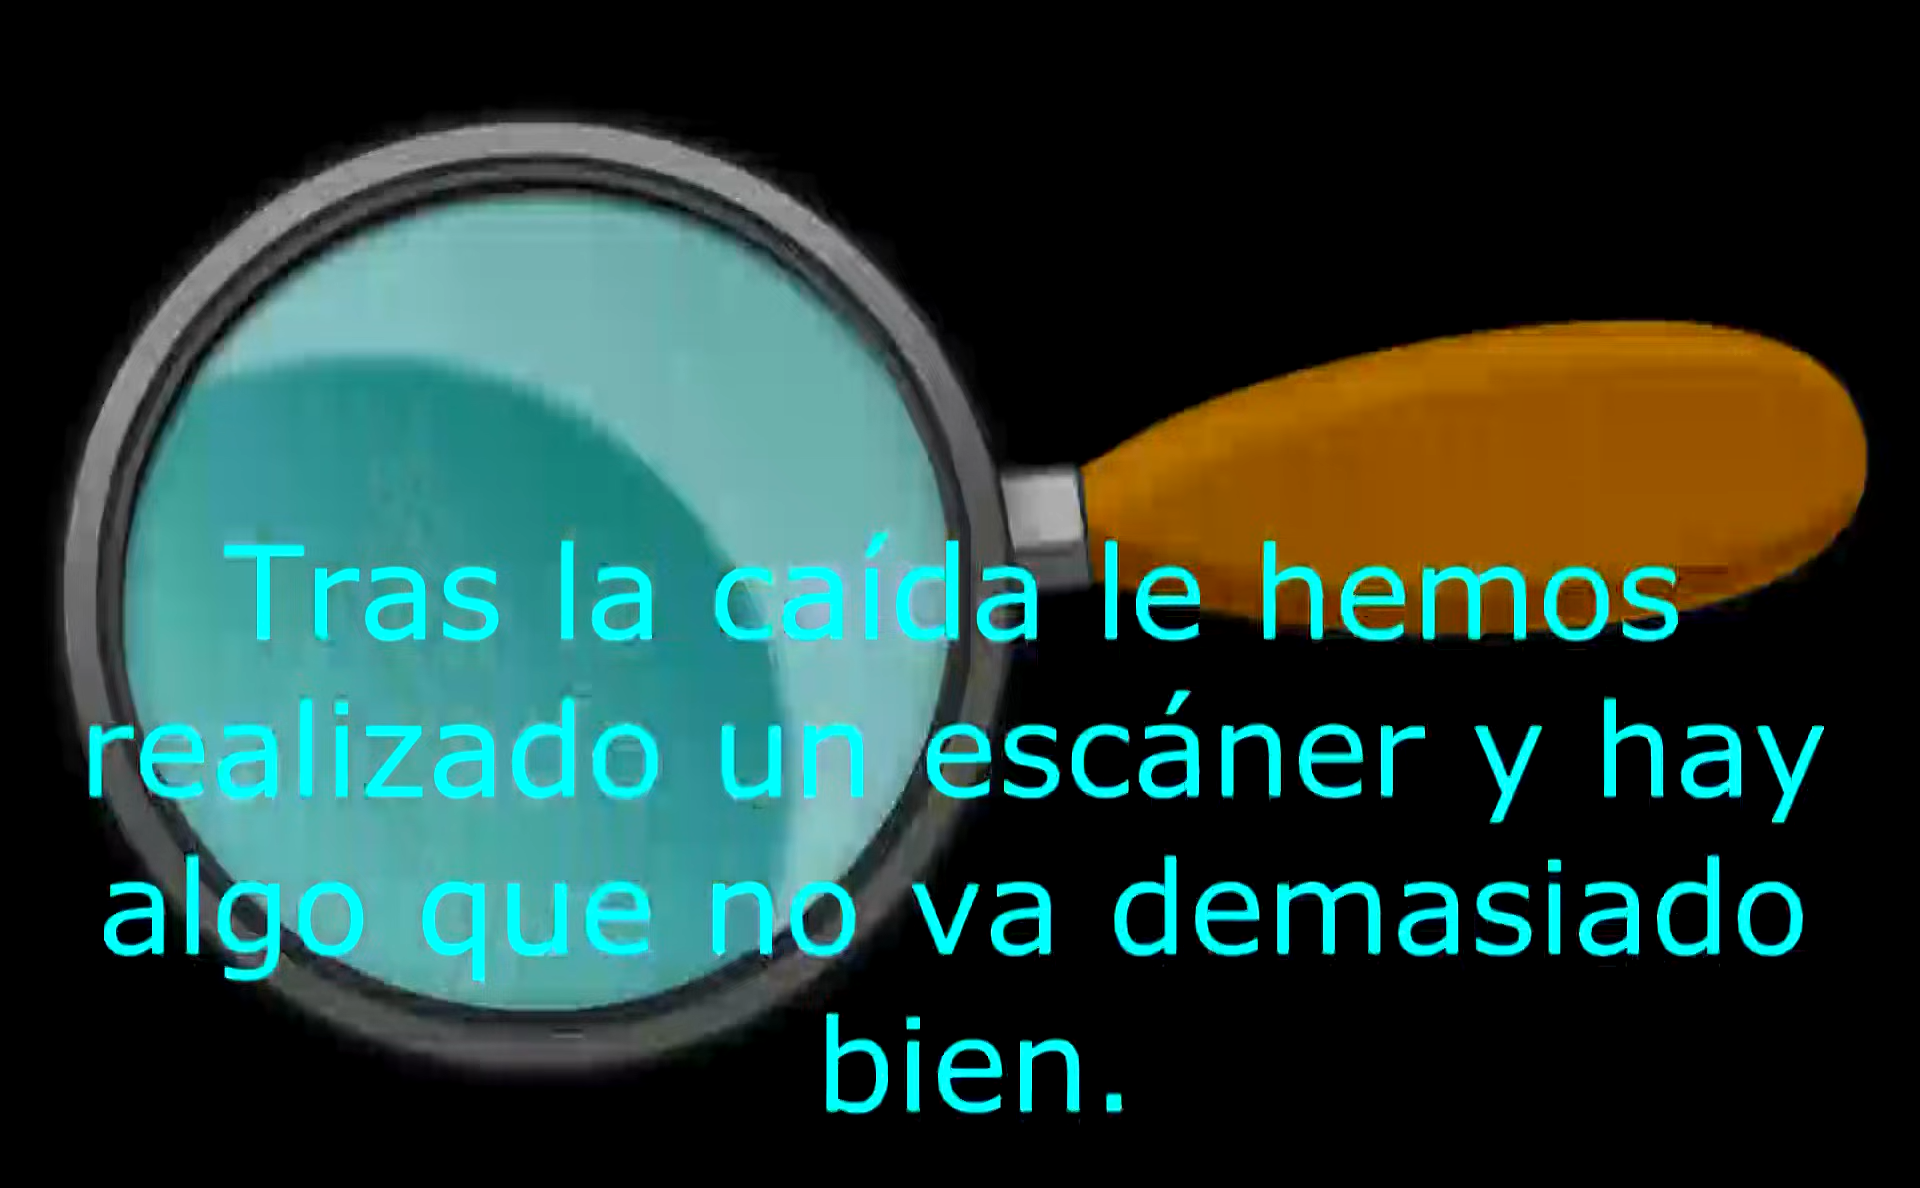 Tras la caída le hemos
realizado un escáner y hay
algo que no va demasiado
bien.